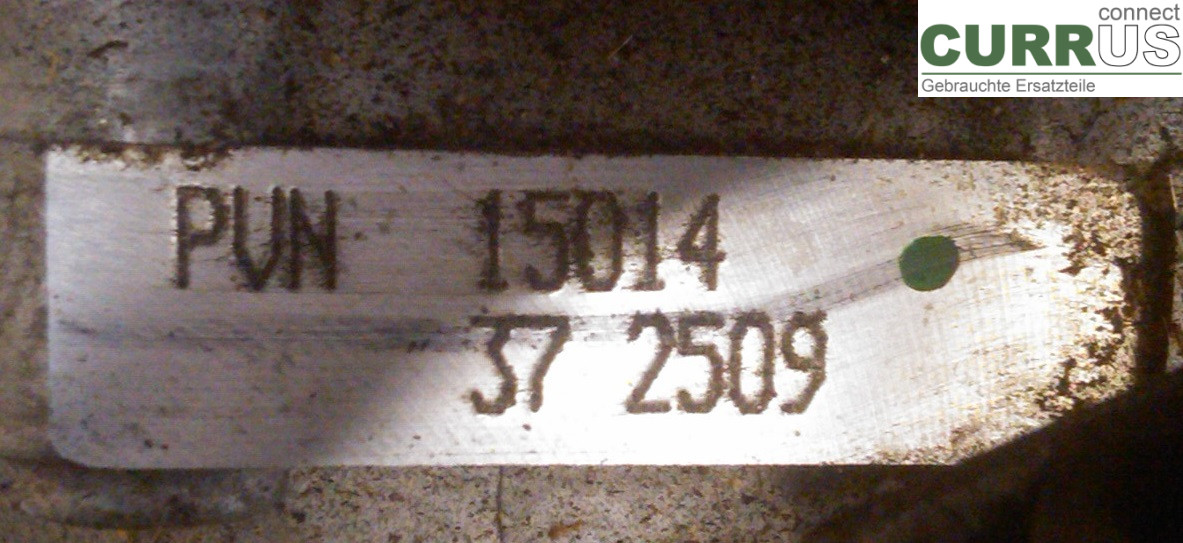 connect
CURRUS
Gebrauchte Ersatzteile
PVN 15014
37 2509